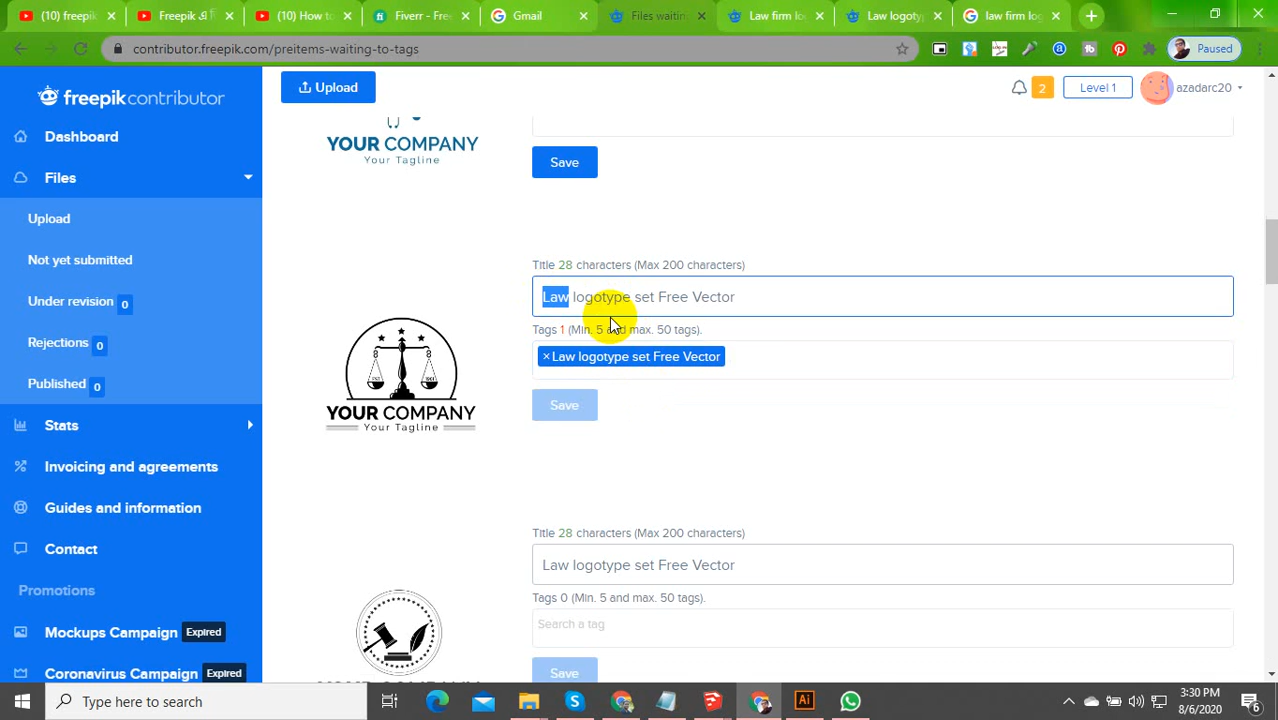 (10) youtul
Freepik
(10) How to
Fiverr - Free
Gmail
Files waitin
Law firm lo
Law logotyp
law firm log
contributor.freepik.com/preitems-waiting-to-tags
Paused
freepikcontributor
Upload
2
Level 1
azadarc20
Dashboard
Files
Upload
Not yet submitted
Under revision 0
Rejections 0
Published 0
Stats
Invoicing and agreements
Guides and information
Contact
Promotions
Mockups Campaign Expired
Coronavirus Campaign Expired
YOUR COMPANY
Your Tagline
Save
Title 28 characters (Max 200 characters)
Law logotype set Free Vector
Tags 1 (Min. 5 and max. 50 tags).
×Law logotype set Free Vector
YOUR COMPANY
Your Tagline
Save
Title 28 characters (Max 200 characters)
Law logotype set Free Vector
Tags 0 (Min. 5 and max. 50 tags).
Search a tag
Save
Type here to search
3:30 PM
8/6/2020
6